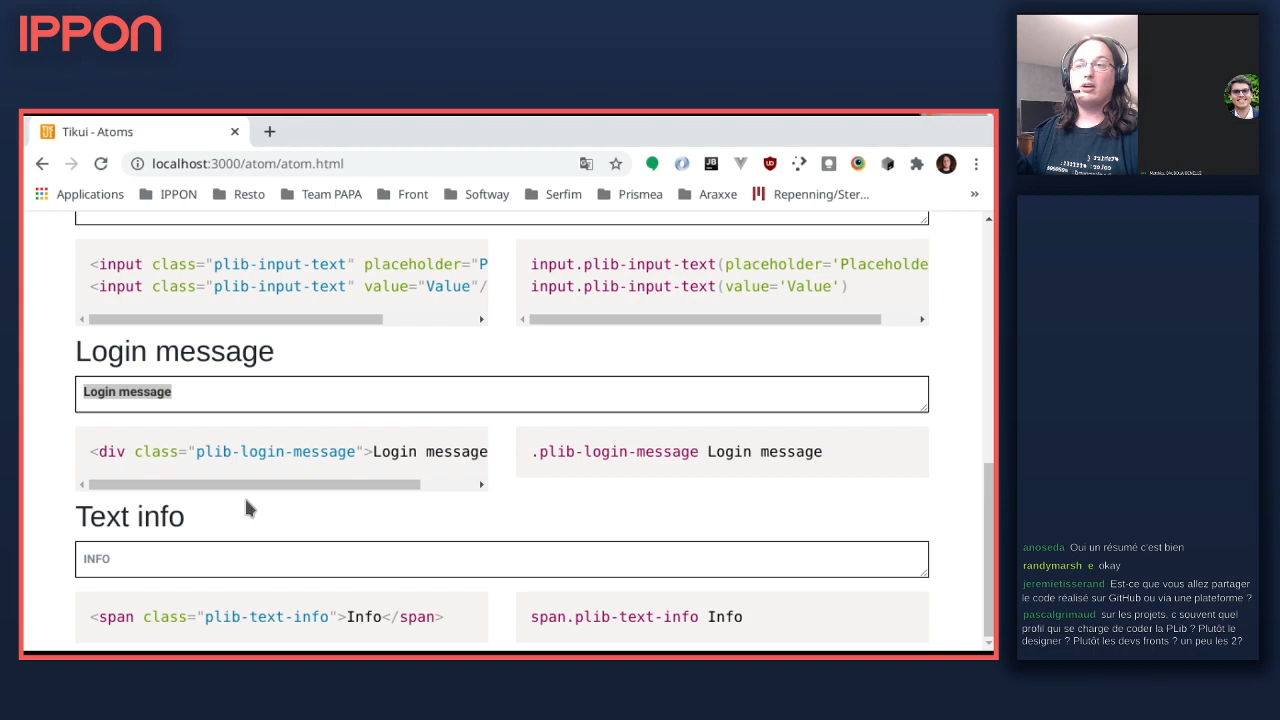 IPPON
Tikui - Atoms
localhost:3000/atom/atom.html
Applications IPPON Resto Team PAPA Front Softway Serfim Prismea Araxxe Repenning/Ster... »
<input class="plib-input-text" placeholder="P
<input class="plib-input-text" value="Value"/
input.plib-input-text(placeholder='Placeholde
input.plib-input-text(value='Value')
Login message
Login message
<div class="plib-login-message">Login message
.plib-login-message Login message
Text info
INFO
<span class="plib-text-info">Info</span>
span.plib-text-info Info
anoseda Oui un résumé c'est bien
randymarsh_e okay
jeremietisserand Est-ce que vous allez partager
le code réalisé sur GitHub ou via une plateforme ?
pascalgrimaud sur les projets. c souvent quel
profil qui se charge de coder la PLib ? Plutôt le
designer ? Plutôt les devs fronts ? un peu les 2?